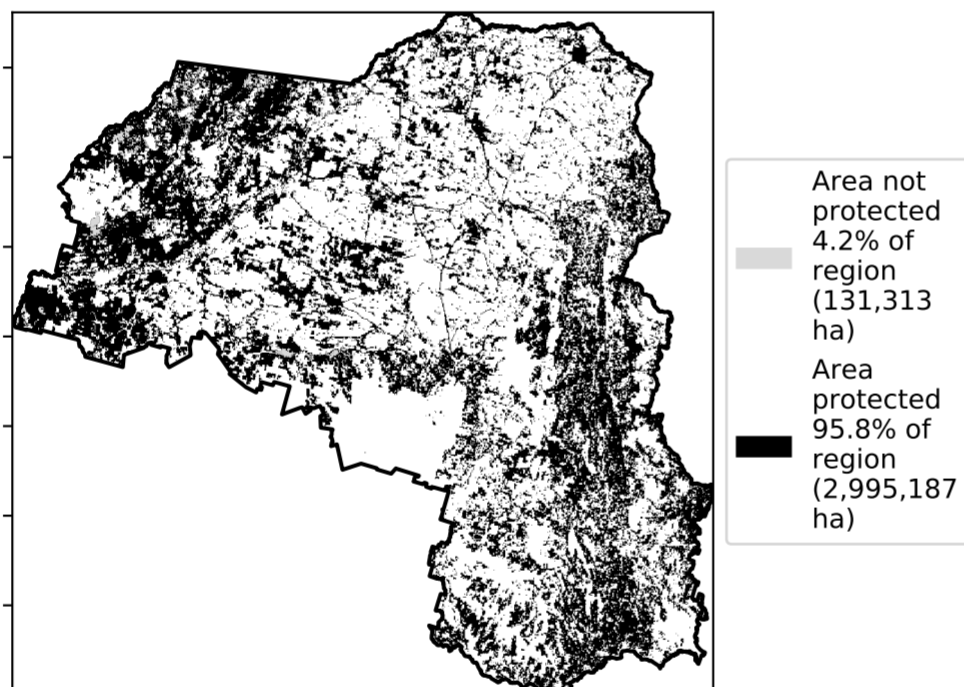 Area not
protected
4.2% of
region
(131,313
ha)
Area
protected
95.8% of
region
(2,995,187
ha)